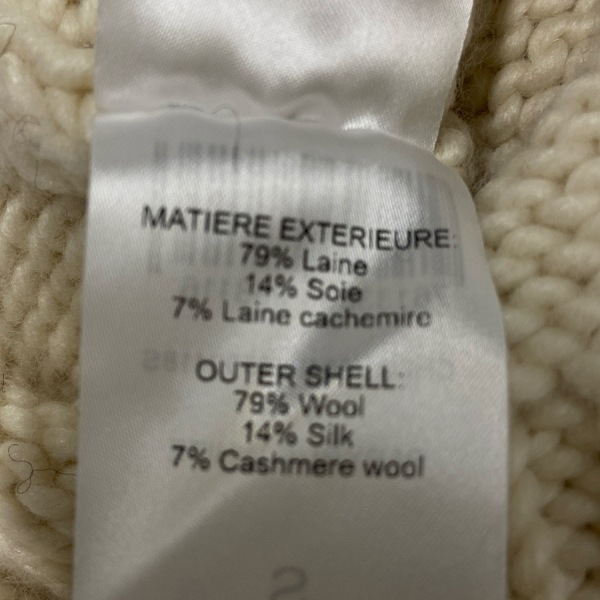 MATIERE EXTERIEURE:
79% Laine
14% Soie
7% Laine cachemire
OUTER SHELL:
79% Wool
14% Silk
7% Cashmere wool